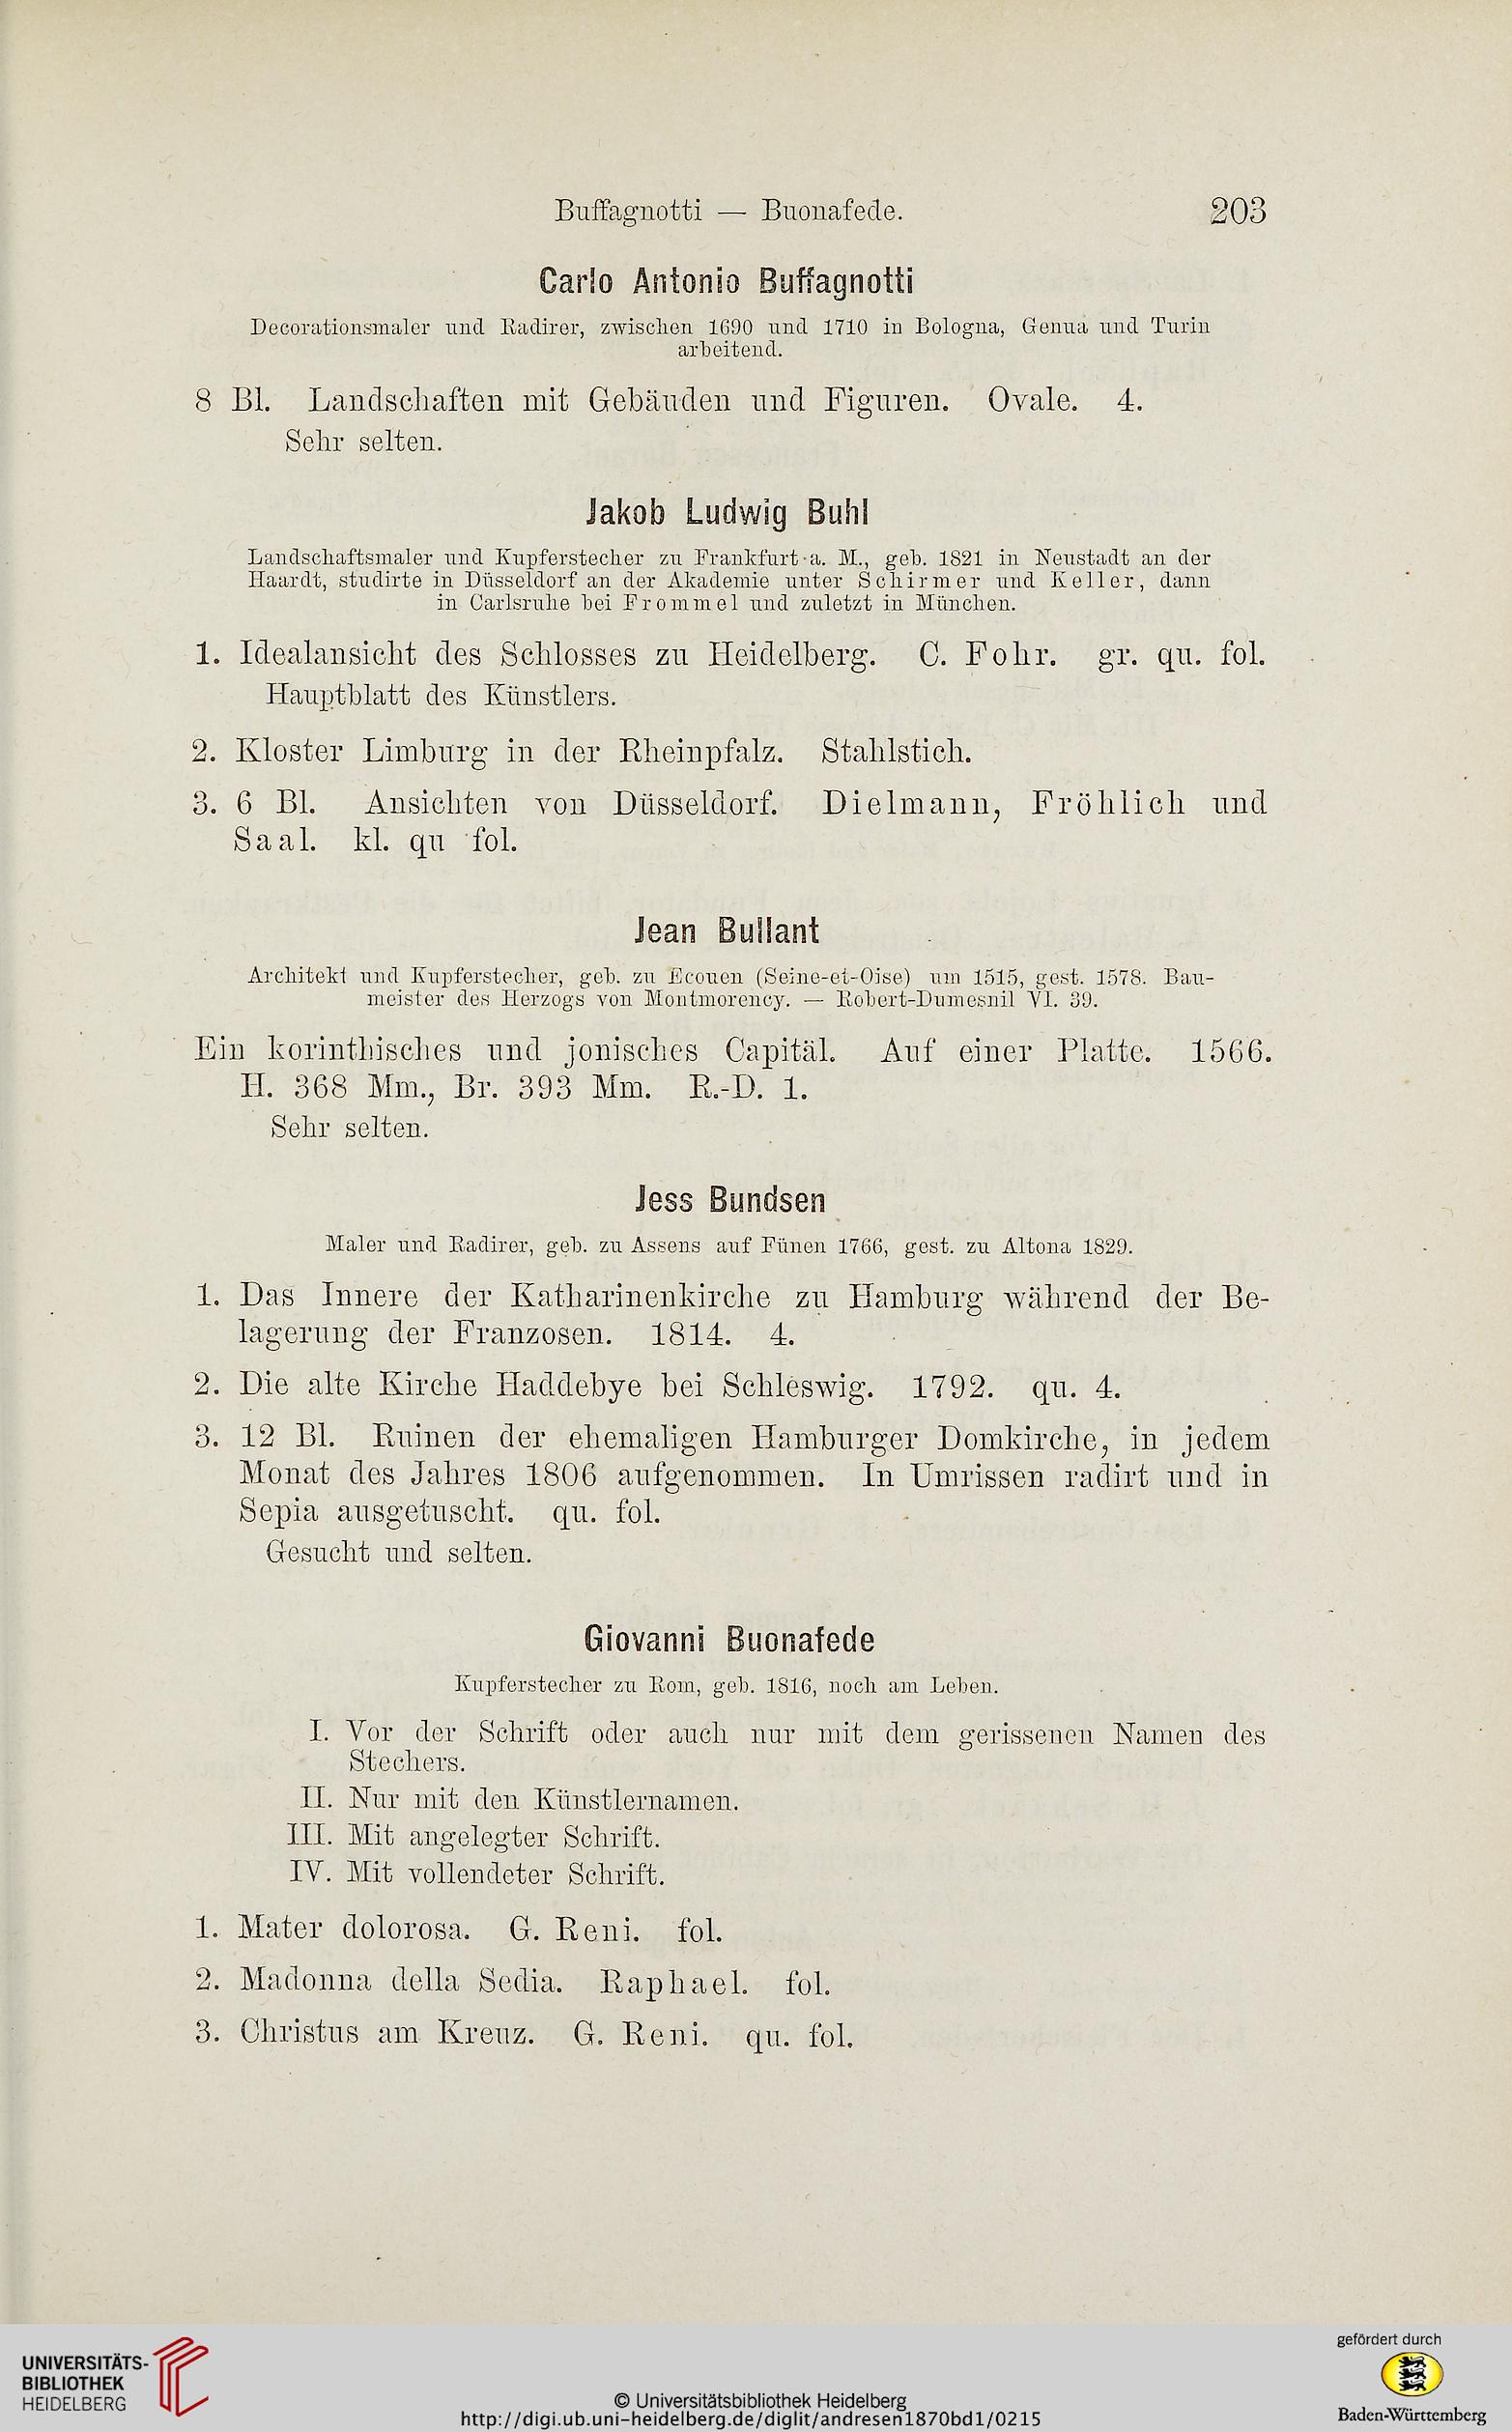 Buffagnotti — Buonafede. 203
Carlo Antonio Buffagnotti
Decorationsmaler und Radirer, zwischen 1690 und 1710 in Bologna, Genua und Turin
arbeitend.
8 Bl. Landschaften mit Gebäuden und Figuren. Ovale. 4.
Sehr selten.
Jakob Ludwig Buhl
Landschaftsmaler und Kupferstecher zu Frankfurt a. M., geb. 1821 in Neustadt an der
Haardt, studirte in Düsseldorf an der Akademie unter Schirmer und Keller, dann
in Carlsruhe bei Frommel und zuletzt in München.
1. Idealansicht des Schlosses zu Heidelberg. C. Fohr. gr. qu. fol.
Hauptblatt des Künstlers.
2. Kloster Limburg in der Rheinpfalz. Stahlstich.
3. 6 Bl. Ansichten von Düsseldorf. Dielmann, Fröhlich und
Saal. kl. qu fol.
Jean Bullant
Architekt und Kupferstecher, geb. zu Ecouen (Seine-et-Oise) um 1515, gest. 1578. Bau-
meister des Herzogs von Montmorency. — Robert-Dumesnil VI. 39.
Ein korinthisches und jonisches Capitäl. Auf einer Platte. 1566.
H. 368 Mm., Br. 393 Mm. R.-D. 1.
Sehr selten.
Jess Bundsen
Maler und Radirer, geb. zu Assens auf Fünen 1766, gest. zu Altona 1829.
1. Das Innere der Katharinenkirche zu Hamburg während der Be-
lagerung der Franzosen. 1814. 4.
2. Die alte Kirche Haddebye bei Schleswig. 1792. qu. 4.
3. 12 Bl. Ruinen der ehemaligen Hamburger Domkirche, in jedem
Monat des Jahres 1806 aufgenommen. In Umrissen radirt und in
Sepia ausgetuscht. qu. fol.
Gesucht und selten.
Giovanni Buonafede
Kupferstecher zu Rom, geb. 1816, noch am Leben.
I. Vor der Schrift oder auch nur mit dem gerissenen Namen des
Stechers.
II. Nur mit den Künstlernamen.
III. Mit angelegter Schrift.
IV. Mit vollendeter Schrift.
1. Mater dolorosa. G. Reni. fol.
2. Madonna della Sedia. Raphael. fol.
3. Christus am Kreuz. G. Reni. qu. fol.
UNIVERSITÄTS-
BIBLIOTHEK
HEIDELBERG
© Universitätsbibliothek Heidelberg
http://digi.ub.uni-heidelberg.de/diglit/andresen1870bd1/0215
gefördert durch
Baden-Württemberg